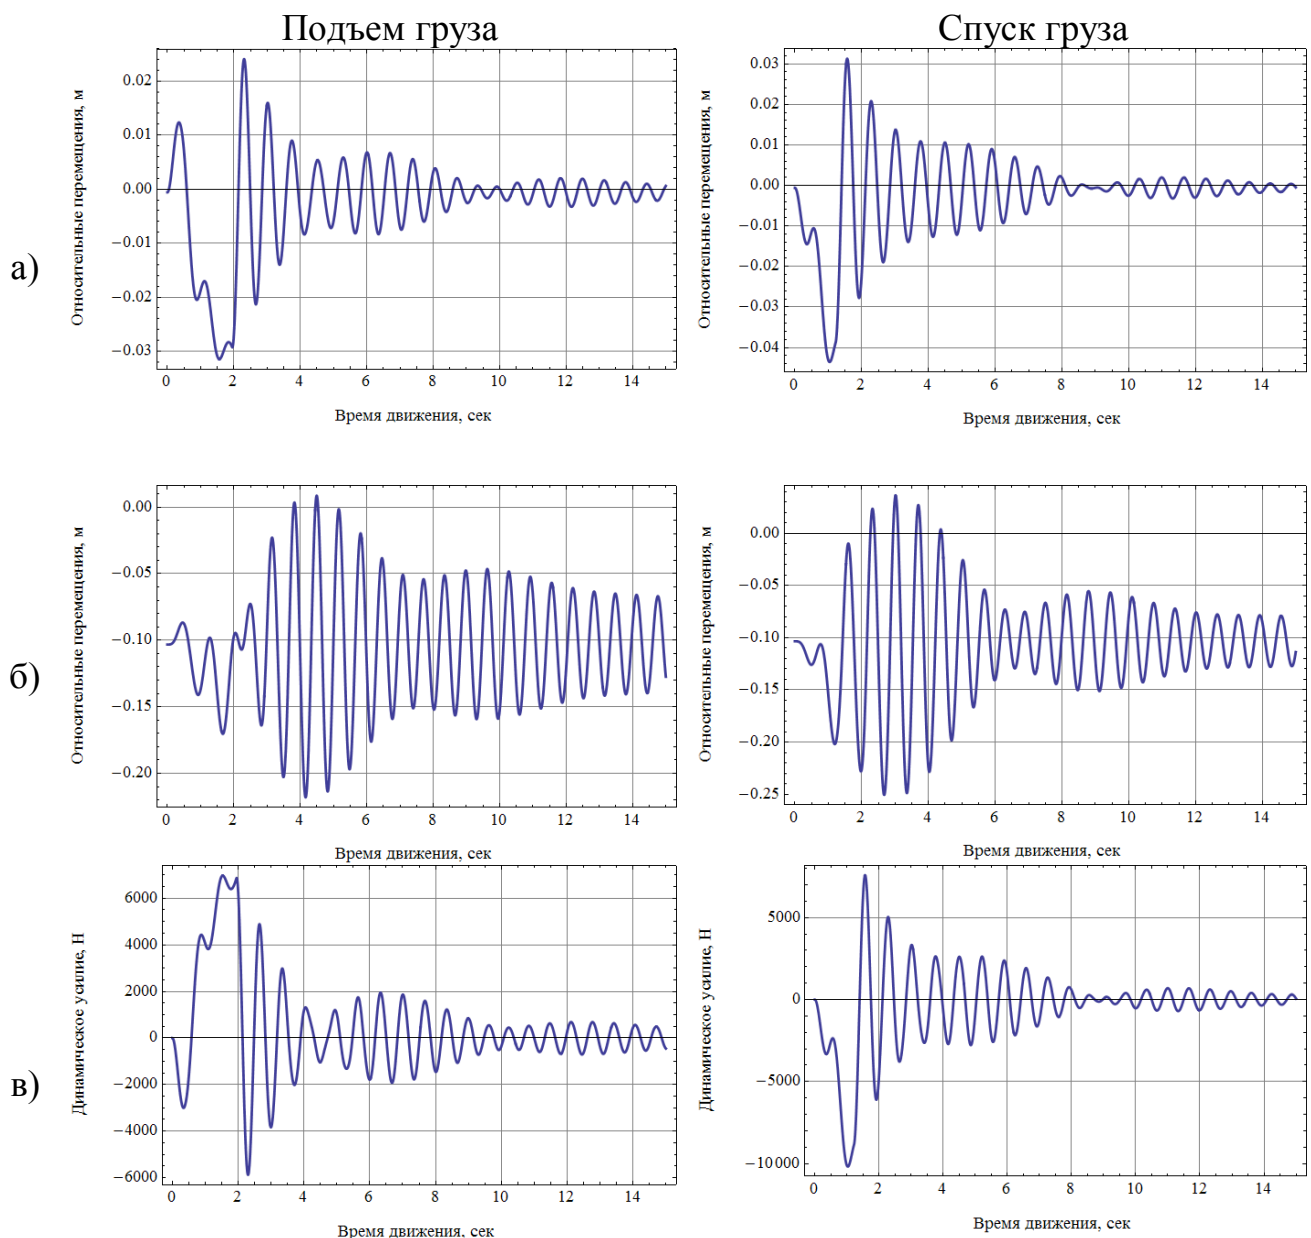 Подъем груза
Спуск груза
а)
Относительные перемещения, м
0.02
0.01
0.00
−0.01
−0.02
−0.03
0 2 4 6 8 10 12 14
Время движения, сек
Относительные перемещения, м
0.03
0.02
0.01
0.00
−0.01
−0.02
−0.03
−0.04
0 2 4 6 8 10 12 14
Время движения, сек
б)
Относительные перемещения, м
0.00
−0.05
−0.10
−0.15
−0.20
0 2 4 6 8 10 12 14
Время движения, сек
Относительные перемещения, м
0.00
−0.05
−0.10
−0.15
−0.20
−0.25
0 2 4 6 8 10 12 14
Время движения, сек
в)
Динамическое усилие, Н
6000
4000
2000
0
−2000
−4000
−6000
0 2 4 6 8 10 12 14
Время движения, сек
Динамическое усилие, Н
5000
0
−5000
−10 000
0 2 4 6 8 10 12 14
Время движения, сек